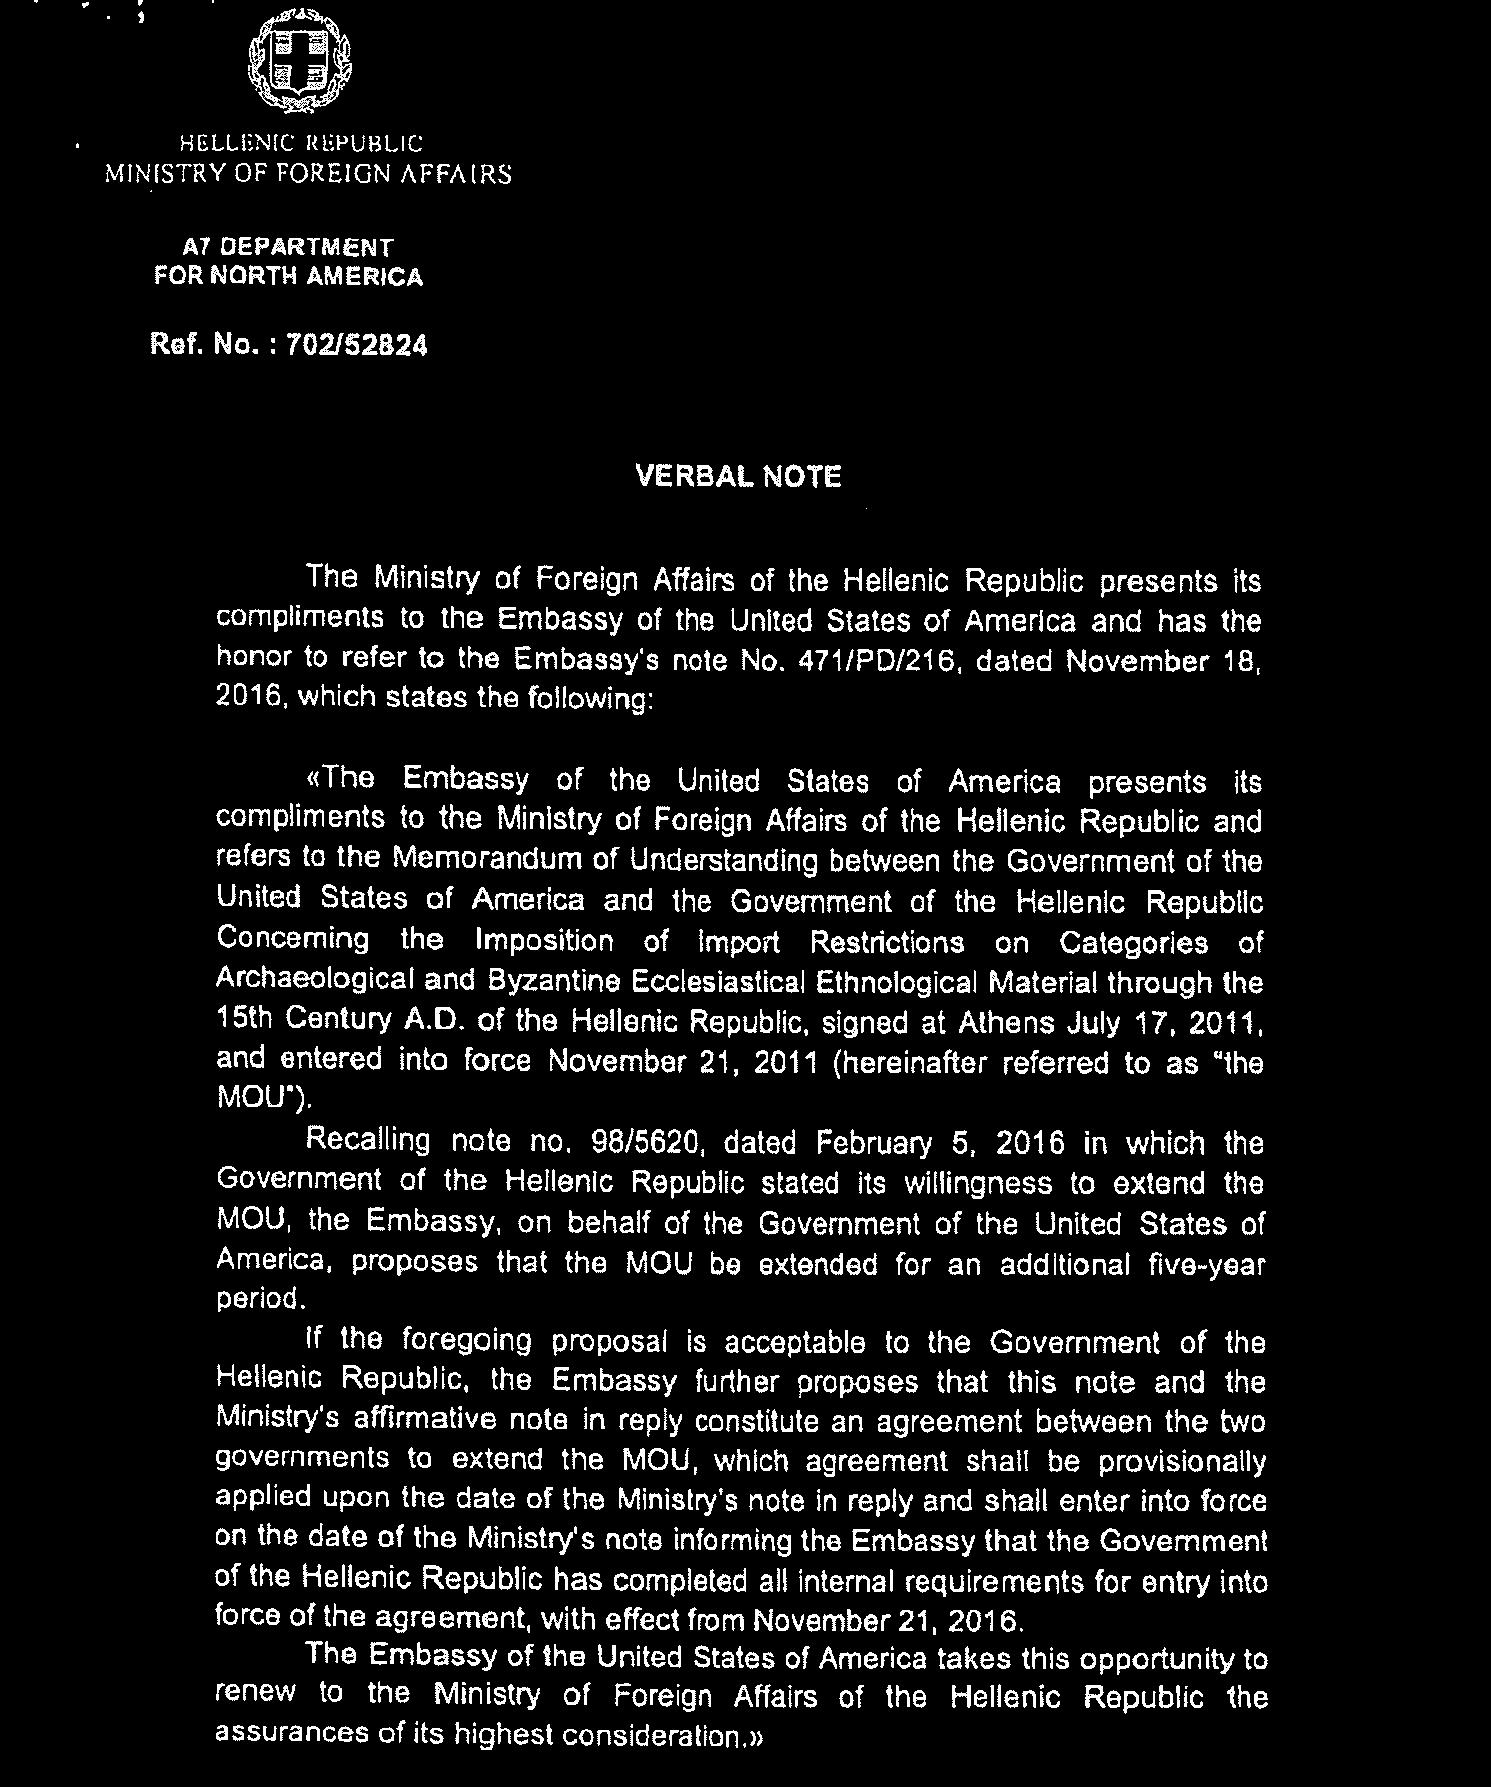 HELLENIC REPUBLIC
MINISTRY OF FOREIGN AFFAIRS
A7 DEPARTMENT
FOR NORTH AMERICA
Ref. No. : 702/52824
VERBAL NOTE
The Ministry of Foreign Affairs of the Hellenic Republic presents its
compliments to the Embassy of the United States of America and has the
honor to refer to the Embassy's note No. 471/PD/216, dated November 18,
2016, which states the following:
«The Embassy of the United States of America presents its
compliments to the Ministry of Foreign Affairs of the Hellenic Republic and
refers to the Memorandum of Understanding between the Government of the
United States of America and the Government of the Hellenic Republic
Concerning the Imposition of Import Restrictions on Categories of
Archaeological and Byzantine Ecclesiastical Ethnological Material through the
15th Century A.D. of the Hellenic Republic, signed at Athens July 17, 2011,
and entered into force November 21, 2011 (hereinafter referred to as "the
MOU").
Recalling note no. 98/5620, dated February 5, 2016 in which the
Government of the Hellenic Republic stated its willingness to extend the
MOU, the Embassy, on behalf of the Government of the United States of
America, proposes that the MOU be extended for an additional five-year
period.
If the foregoing proposal is acceptable to the Government of the
Hellenic Republic, the Embassy further proposes that this note and the
Ministry's affirmative note in reply constitute an agreement between the two
governments to extend the MOU, which agreement shall be provisionally
applied upon the date of the Ministry's note in reply and shall enter into force
on the date of the Ministry's note informing the Embassy that the Government
of the Hellenic Republic has completed all internal requirements for entry into
force of the agreement, with effect from November 21, 2016.
The Embassy of the United States of America takes this opportunity to
renew to the Ministry of Foreign Affairs of the Hellenic Republic the
assurances of its highest consideration.»